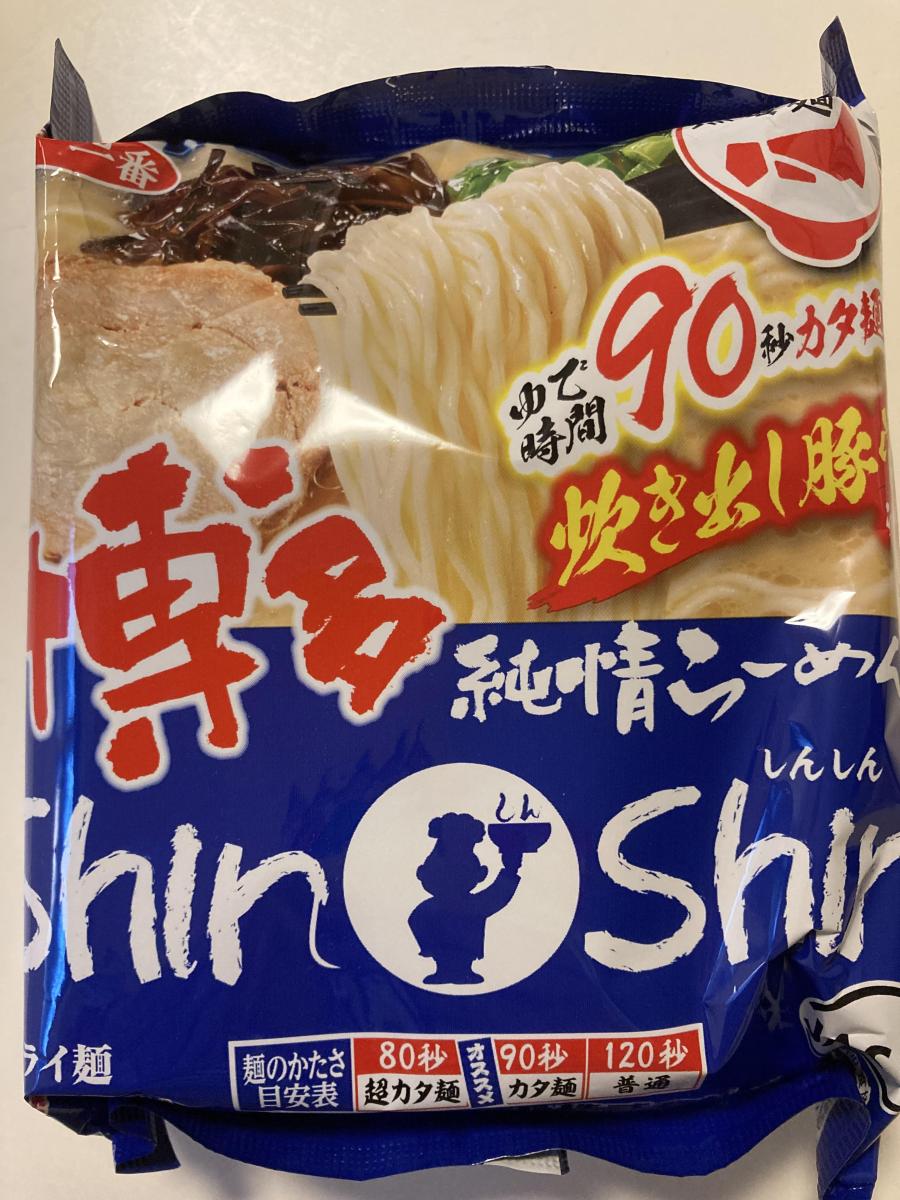 一番
ゆで時間
90秒カタ麺
炊き出し豚
博多
純情らーめん
しんしん
Shin
しん
Shin
ライ麺
麺のかたさ
目安表
80秒
超カタ麺
オススメ
90秒
カタ麺
120秒
普通